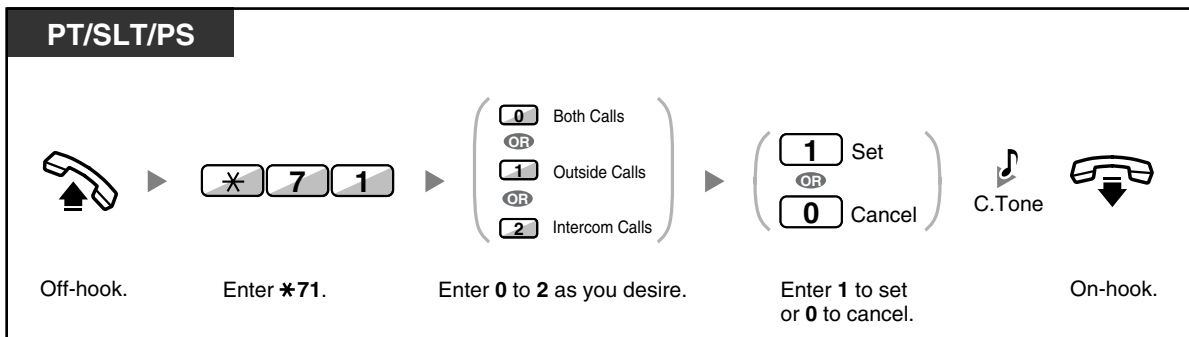 PT/SLT/PS
0 Both Calls
OR
1 Outside Calls
OR
2 Intercom Calls
* 7 1
1 Set
OR
0 Cancel
C.Tone
Off-hook.
Enter *71.
Enter 0 to 2 as you desire.
Enter 1 to set
or 0 to cancel.
On-hook.